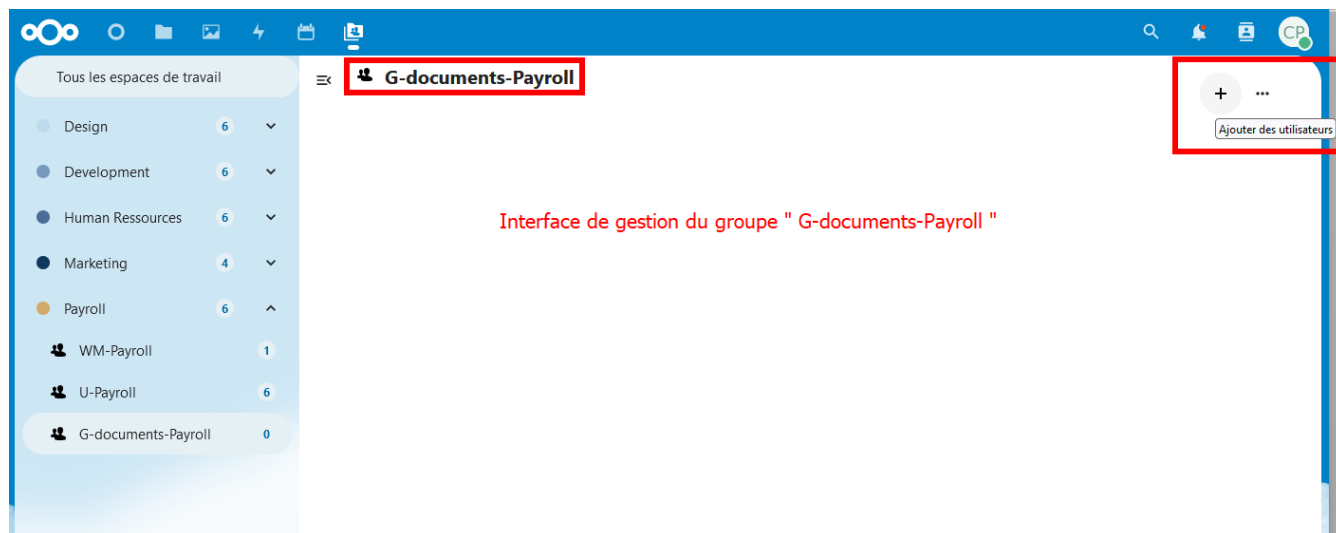 CP
Tous les espaces de travail
G-documents-Payroll
Ajouter des utilisateurs
Design 6
Development 6
Human Ressources 6
Interface de gestion du groupe " G-documents-Payroll "
Marketing 4
Payroll 6
WM-Payroll 1
U-Payroll 6
G-documents-Payroll 0